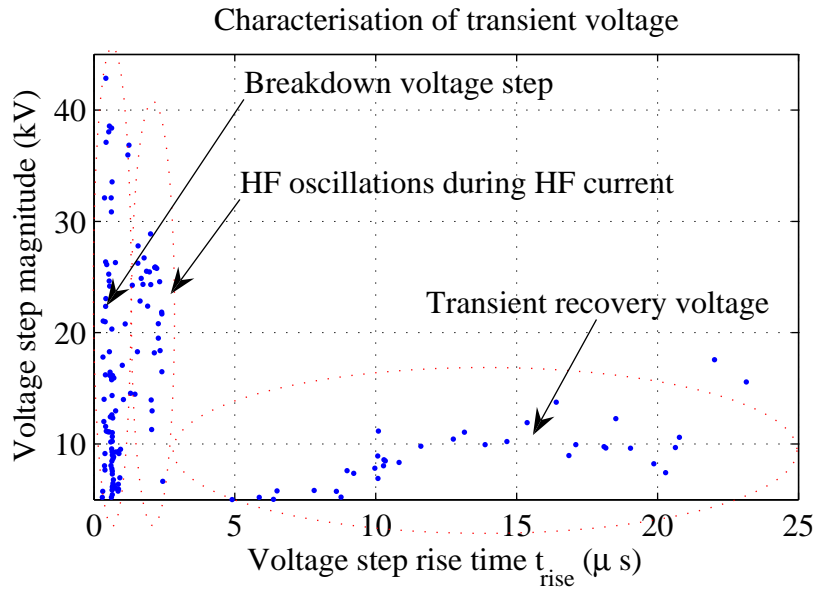 Characterisation of transient voltage
Voltage step magnitude (kV)
40
30
20
10
Breakdown voltage step
HF oscillations during HF current
Transient recovery voltage
0 5 10 15 20 25
Voltage step rise time t_rise (μ s)